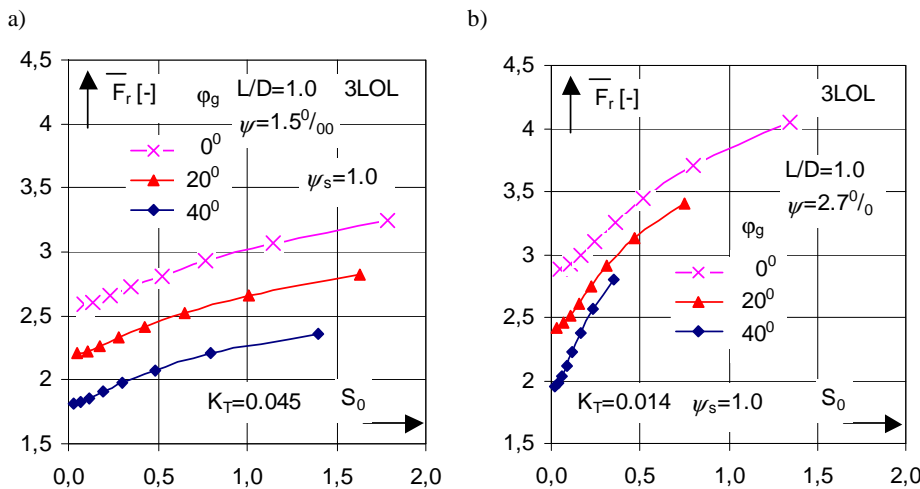 a)
4,5
F̅r [-] φg L/D=1.0 3LOL
ψ=1.5⁰/₀₀
4
0⁰
3,5
20⁰
ψs=1.0
40⁰
3
2,5
2
KT=0.045 S0
1,5
0,0 0,5 1,0 1,5 2,0
b)
4,5
F̅r [-] 3LOL
4
L/D=1.0
3,5
ψ=2.7⁰/₀
φg
3
0⁰
20⁰
2,5
40⁰
2
KT=0.014 ψs=1.0 S0
1,5
0,0 0,5 1,0 1,5 2,0